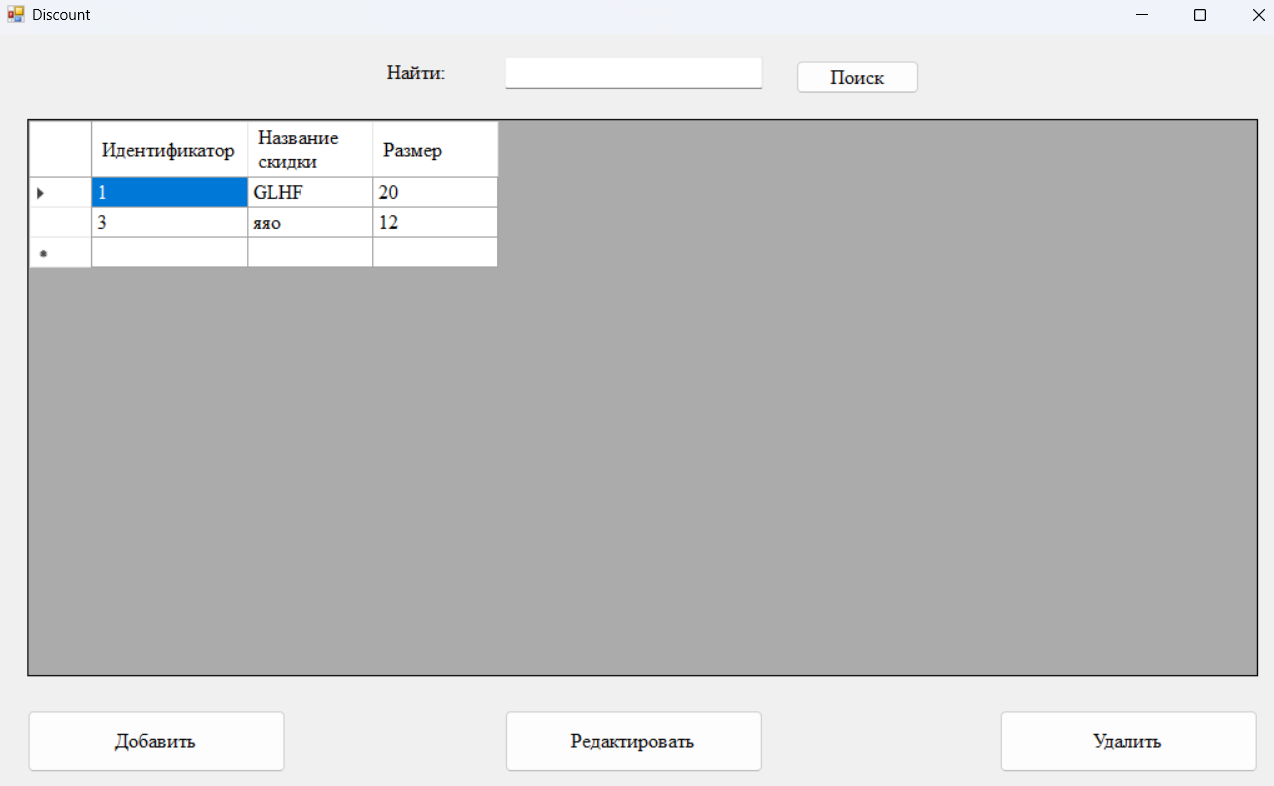 Discount
Найти:
Поиск
Идентификатор
Название
скидки
Размер
1 GLHF 20
3 яяо 12
Добавить
Редактировать
Удалить